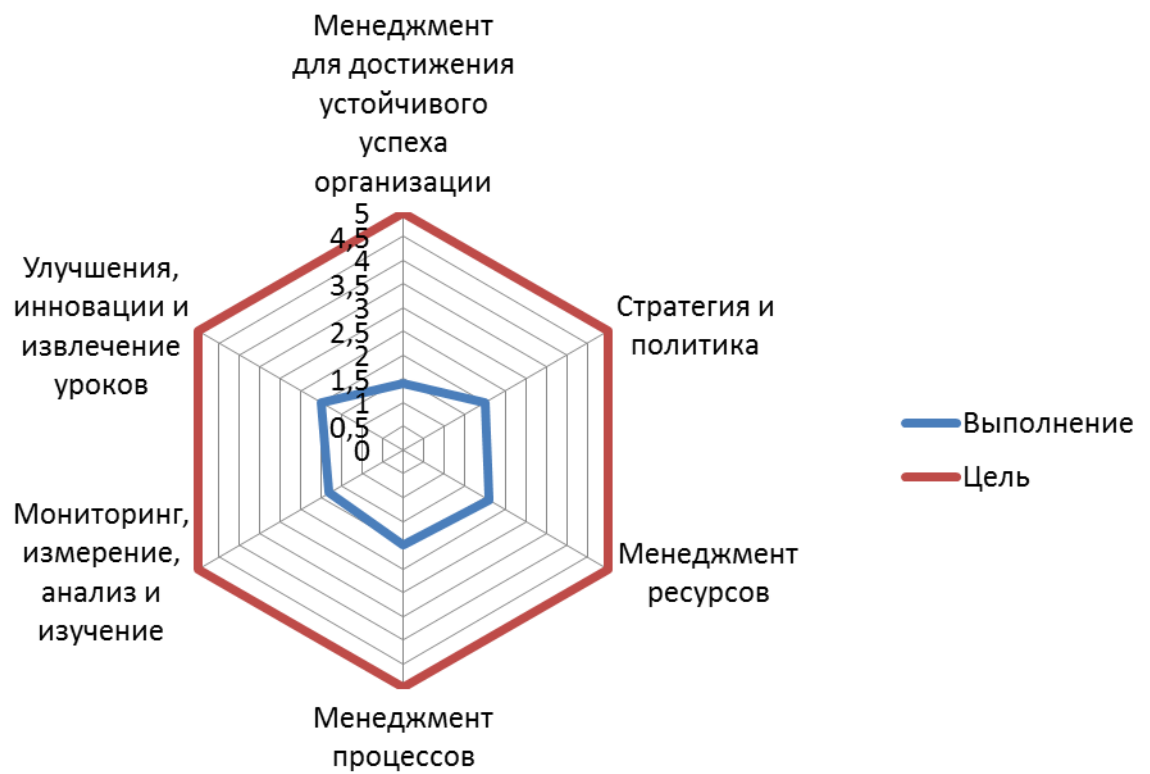 Менеджмент
для достижения
устойчивого
успеха
организации
5
4,5
4
3,5
3
2,5
2
1,5
1
0,5
0
Стратегия и
политика
Менеджмент
ресурсов
Менеджмент
процессов
Мониторинг,
измерение,
анализ и
изучение
Улучшения,
инновации и
извлечение
уроков
Выполнение
Цель